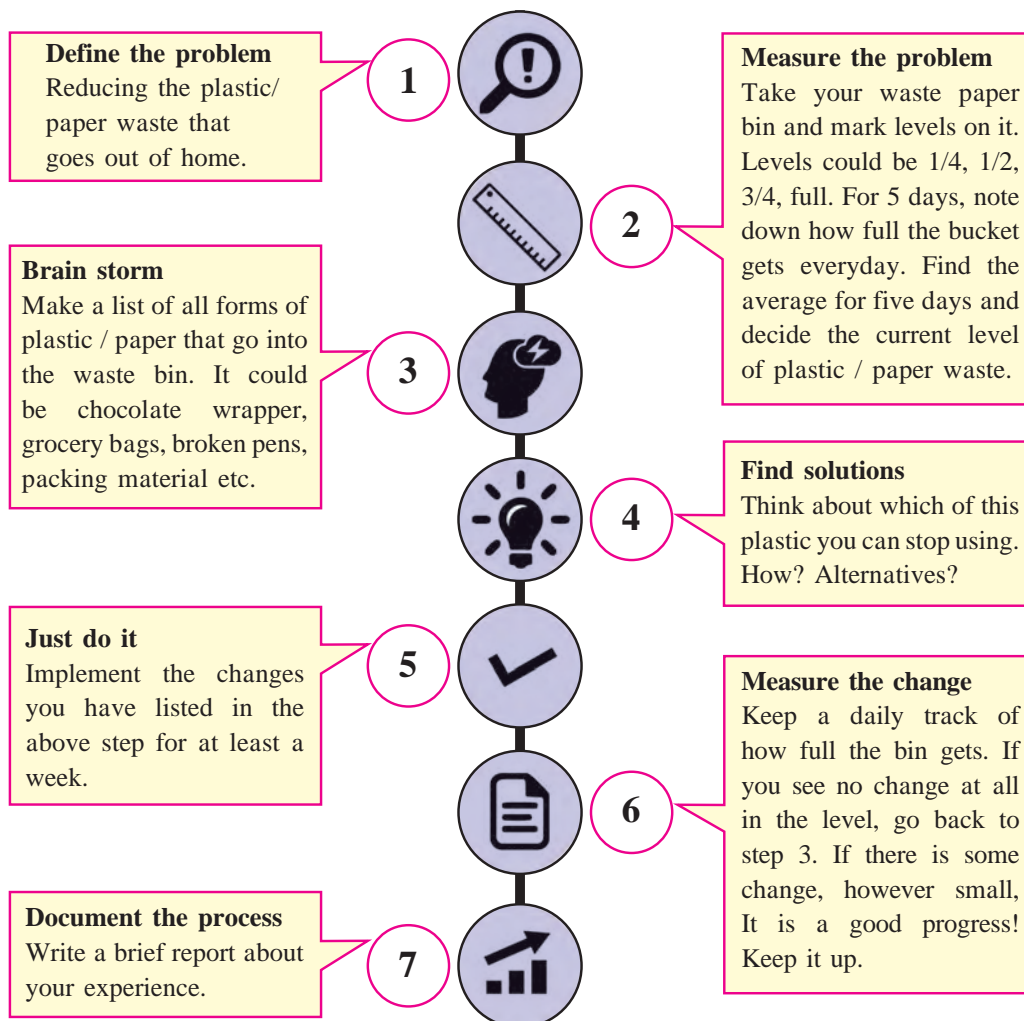 Define the problem
Reducing the plastic/
paper waste that
goes out of home.
1
Measure the problem
Take your waste paper
bin and mark levels on it.
Levels could be 1/4, 1/2,
3/4, full. For 5 days, note
down how full the bucket
gets everyday. Find the
average for five days and
decide the current level
of plastic / paper waste.
2
Brain storm
Make a list of all forms of
plastic / paper that go into
the waste bin. It could
be chocolate wrapper,
grocery bags, broken pens,
packing material etc.
3
Find solutions
Think about which of this
plastic you can stop using.
How? Alternatives?
4
Just do it
Implement the changes
you have listed in the
above step for at least a
week.
5
Measure the change
Keep a daily track of
how full the bin gets. If
you see no change at all
in the level, go back to
step 3. If there is some
change, however small,
It is a good progress!
Keep it up.
6
Document the process
Write a brief report about
your experience.
7